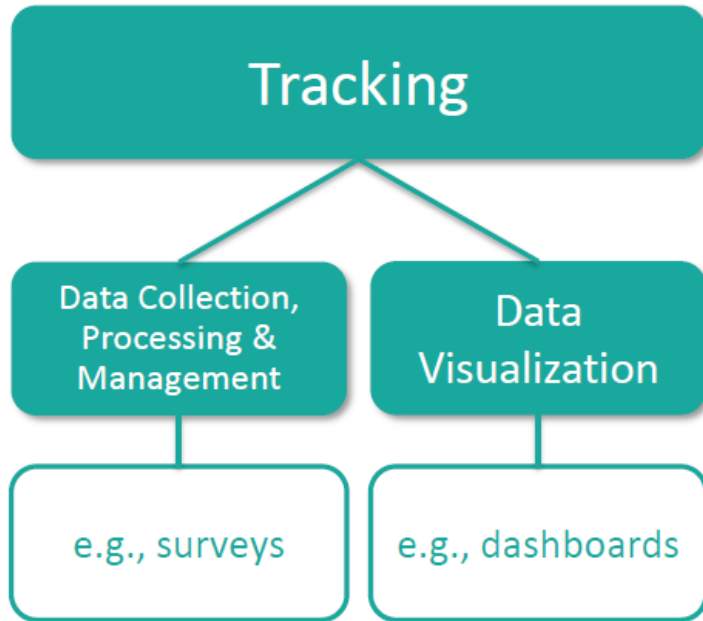 Tracking
Data Collection,
Processing &
Management
Data
Visualization
e.g., surveys
e.g., dashboards